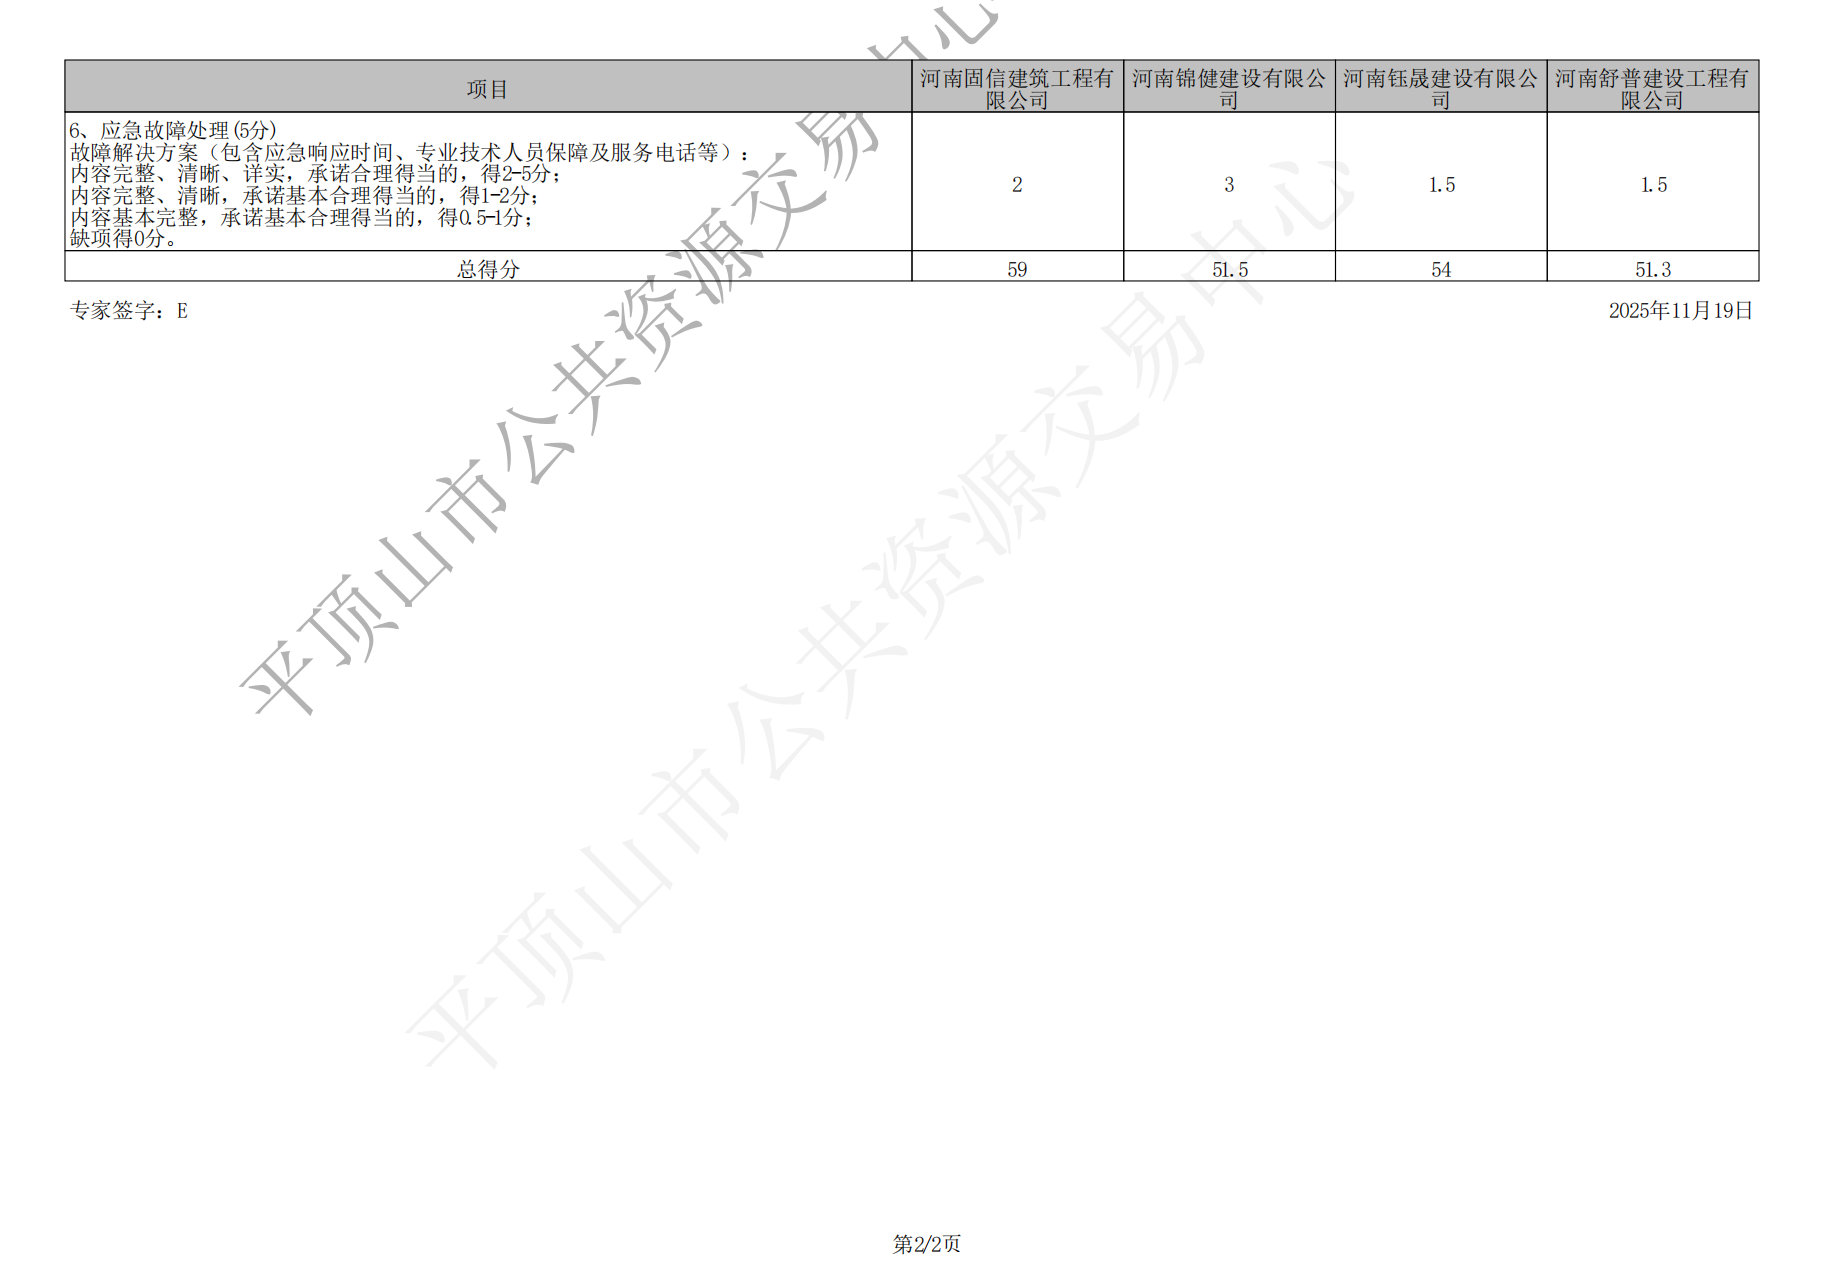 项目
河南固信建筑工程有
限公司
河南锦健建设有限公
司
河南钰晟建设有限公
司
河南舒普建设工程有
限公司
6、应急故障处理(5分)
故障解决方案（包含应急响应时间、专业技术人员保障及服务电话等）：
内容完整、清晰、详实，承诺合理得当的，得2-5分；
内容完整、清晰，承诺基本合理得当的，得1-2分；
内容基本完整，承诺基本合理得当的，得0.5-1分；
缺项得0分。
2
3
1.5
1.5
总得分
59
51.5
54
51.3
专家签字：E
2025年11月19日
平顶山市公共资源交易中心
平顶山市公共资源交易中心
第2/2页